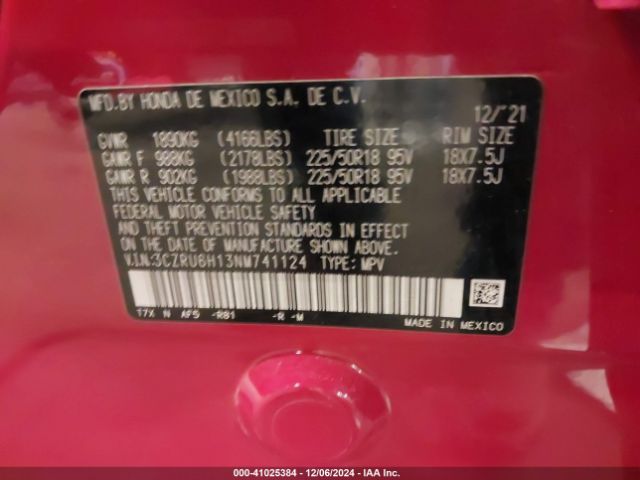 MFD.BY HONDA DE MEXICO S.A. DE C.V.
12/'21
GVWR 1890KG (4166LBS) TIRE SIZE RIM SIZE
GAWR F 988KG (2178LBS) 225/50R18 95V 18X7.5J
GAWR R 902KG (1988LBS) 225/50R18 95V 18X7.5J
THIS VEHICLE CONFORMS TO ALL APPLICABLE
FEDERAL MOTOR VEHICLE SAFETY
AND THEFT PREVENTION STANDARDS IN EFFECT
ON THE DATE OF MANUFACTURE SHOWN ABOVE.
V.I.N:3CZRU6H13NM741124 TYPE: MPV
T7X N AF5 -R81 -R -M
MADE IN MEXICO
000-41025384 - 12/06/2024 - IAA Inc.